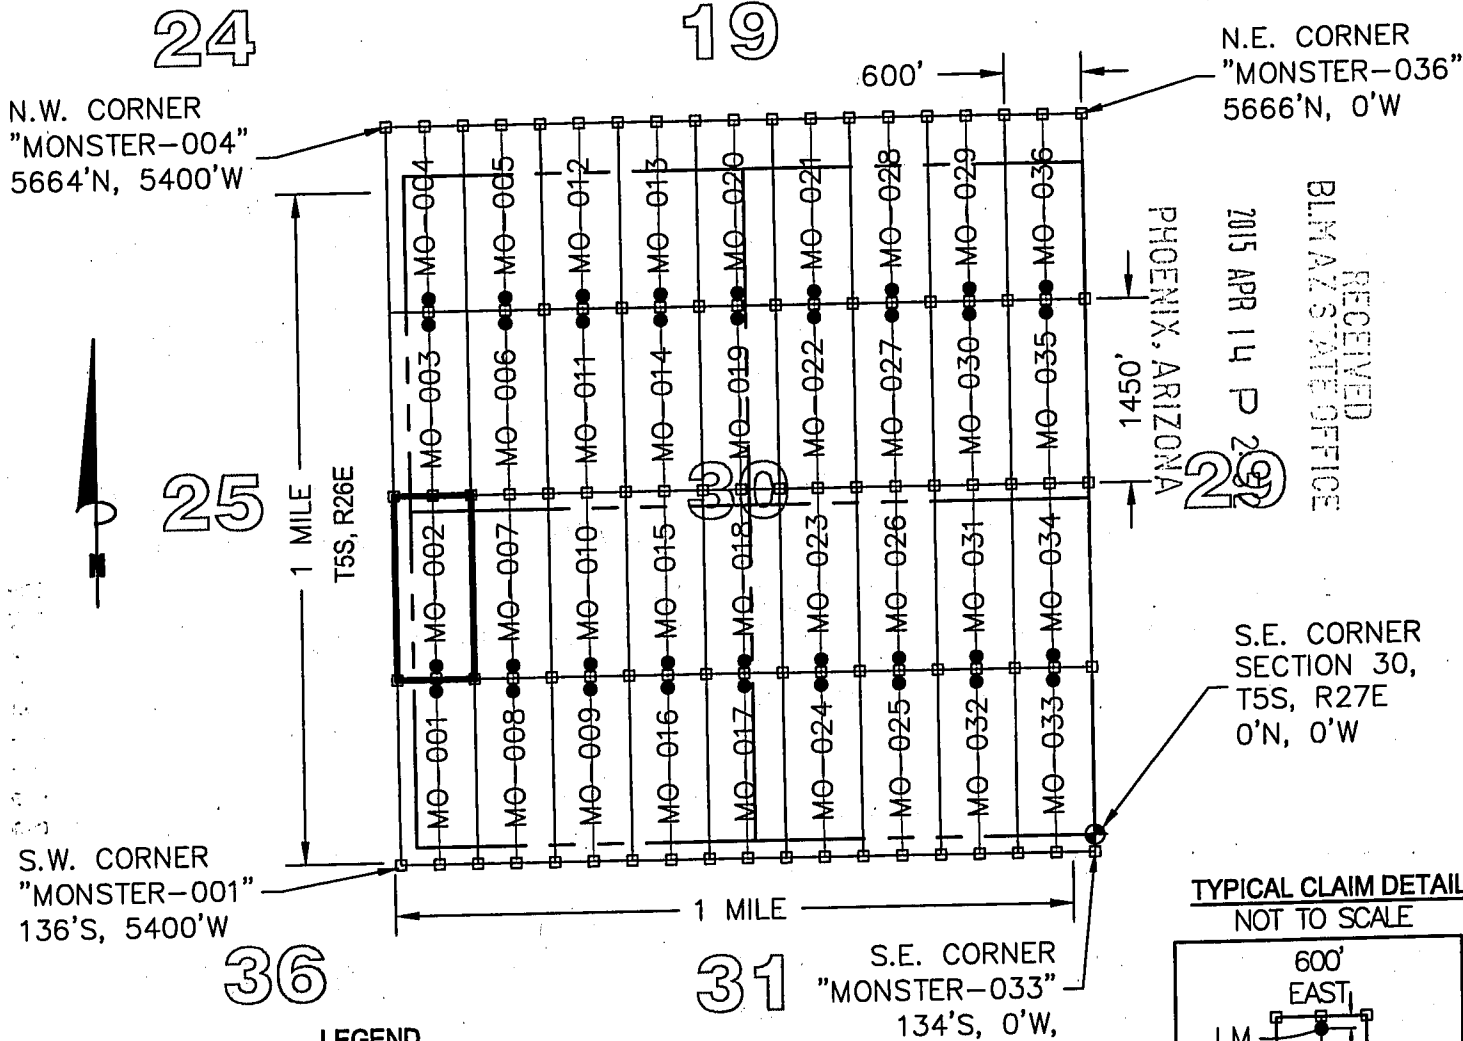 24
19
600'
N.E. CORNER
"MONSTER-036"
5666'N, 0'W
N.W. CORNER
"MONSTER-004"
5664'N, 5400'W
MO-004
MO-005
MO-012
MO-013
MO-020
MO-021
MO-028
MO-029
MO-036
RECEIVED
BLM AZ STATE OFFICE
2015 APR 14 P
PHOENIX, ARIZONA
1450'
MO-003
MO-006
MO-011
MO-014
MO-019
MO-022
MO-027
MO-030
MO-035
25
1 MILE
T5S, R26E
30
29
N
MO-002
MO-007
MO-010
MO-015
MO-018
MO-023
MO-026
MO-031
MO-034
S.E. CORNER
SECTION 30,
T5S, R27E
0'N, 0'W
MO-001
MO-008
MO-009
MO-016
MO-017
MO-024
MO-025
MO-032
MO-033
S.W. CORNER
"MONSTER-001"
136'S, 5400'W
1 MILE
36
31
S.E. CORNER
"MONSTER-033"
134'S, 0'W,
TYPICAL CLAIM DETAIL
NOT TO SCALE
600'
EAST
LM
LEGEND